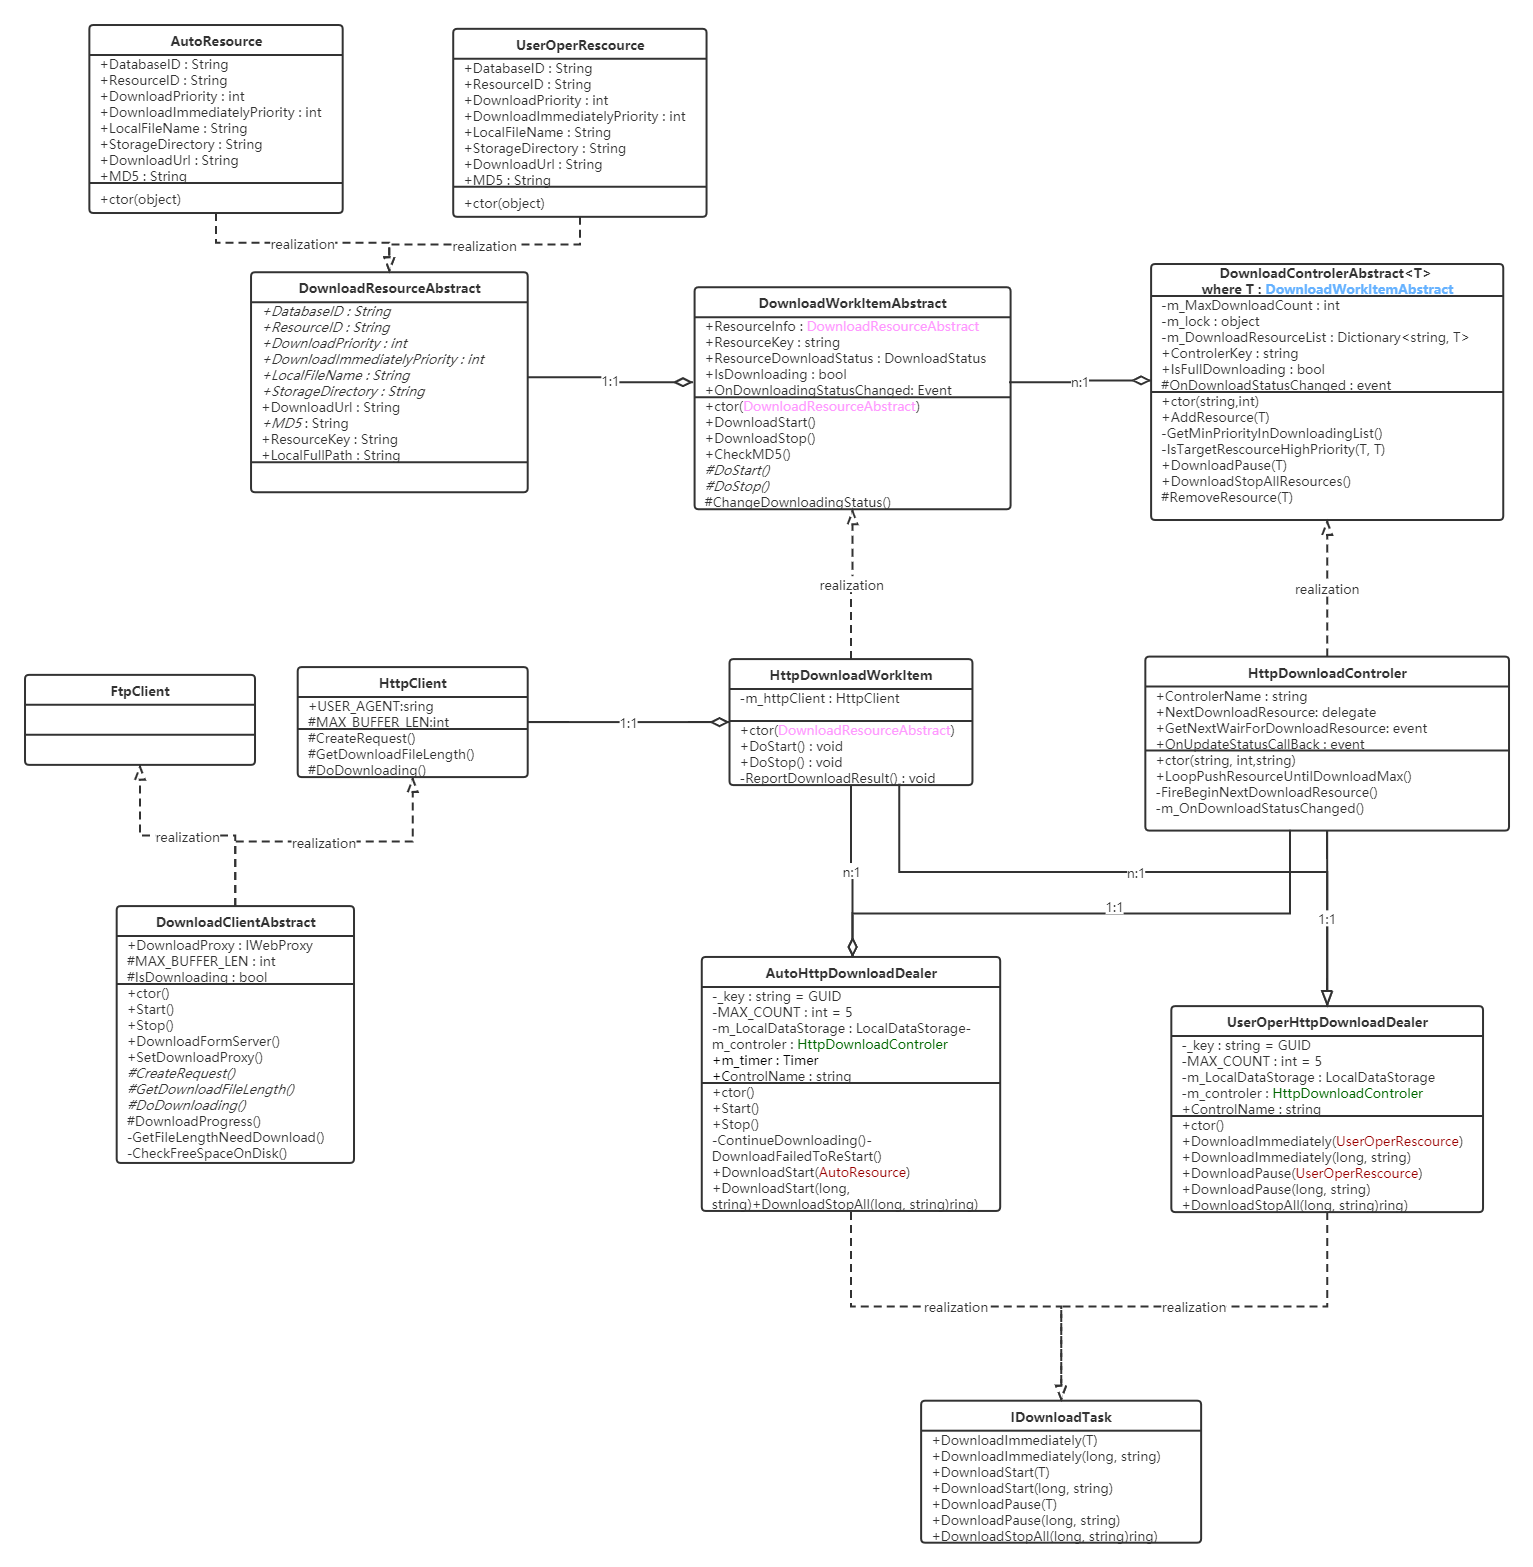 AutoResource
+DatabaseID : String
+ResourceID : String
+DownloadPriority : int
+DownloadImmediatelyPriority : int
+LocalFileName : String
+StorageDirectory : String
+DownloadUrl : String
+MD5 : String
+ctor(object)
UserOperRescource
+DatabaseID : String
+ResourceID : String
+DownloadPriority : int
+DownloadImmediatelyPriority : int
+LocalFileName : String
+StorageDirectory : String
+DownloadUrl : String
+MD5 : String
+ctor(object)
realization
realization
DownloadResourceAbstract
+DatabaseID : String
+ResourceID : String
+DownloadPriority : int
+DownloadImmediatelyPriority : int
+LocalFileName : String
+StorageDirectory : String
+DownloadUrl : String
+MD5 : String
+ResourceKey : String
+LocalFullPath : String
1:1
DownloadWorkItemAbstract
+ResourceInfo : DownloadResourceAbstract
+ResourceKey : string
+ResourceDownloadStatus : DownloadStatus
+IsDownloading : bool
+OnDownloadingStatusChanged: Event
+ctor(DownloadResourceAbstract)
+DownloadStart()
+DownloadStop()
+CheckMD5()
#DoStart()
#DoStop()
#ChangeDownloadingStatus()
n:1
DownloadControlerAbstract<T>
where T : DownloadWorkItemAbstract
-m_MaxDownloadCount : int
-m_lock : object
-m_DownloadResourceList : Dictionary<string, T>
+ControlerKey : string
+IsFullDownloading : bool
#OnDownloadStatusChanged : event
+ctor(string,int)
+AddResource(T)
-GetMinPriorityInDownloadingList()
-IsTargetRescourceHighPriority(T, T)
+DownloadPause(T)
+DownloadStopAllResources()
#RemoveResource(T)
realization
realization
FtpClient
HttpClient
+USER_AGENT:sring
#MAX_BUFFER_LEN:int
#CreateRequest()
#GetDownloadFileLength()
#DoDownloading()
1:1
HttpDownloadWorkItem
-m_httpClient : HttpClient
+ctor(DownloadResourceAbstract)
+DoStart() : void
+DoStop() : void
-ReportDownloadResult() : void
HttpDownloadControler
+ControlerName : string
+NextDownloadResource: delegate
+GetNextWairForDownloadResource: event
+OnUpdateStatusCallBack : event
+ctor(string, int,string)
+LoopPushResourceUntilDownloadMax()
-FireBeginNextDownloadResource()
-m_OnDownloadStatusChanged()
realization
realization
n:1
n:1
1:1
1:1
DownloadClientAbstract
+DownloadProxy : IWebProxy
#MAX_BUFFER_LEN : int
#IsDownloading : bool
+ctor()
+Start()
+Stop()
+DownloadFormServer()
+SetDownloadProxy()
#CreateRequest()
#GetDownloadFileLength()
#DoDownloading()
#DownloadProgress()
-GetFileLengthNeedDownload()
-CheckFreeSpaceOnDisk()
AutoHttpDownloadDealer
-_key : string = GUID
-MAX_COUNT : int = 5
-m_LocalDataStorage : LocalDataStorage-
m_controler : HttpDownloadControler
+m_timer : Timer
+ControlName : string
+ctor()
+Start()
+Stop()
-ContinueDownloading()-
DownloadFailedToReStart()
+DownloadStart(AutoResource)
+DownloadStart(long,
string)+DownloadStopAll(long, string)ring)
UserOperHttpDownloadDealer
-_key : string = GUID
-MAX_COUNT : int = 5
-m_LocalDataStorage : LocalDataStorage
-m_controler : HttpDownloadControler
+ControlName : string
+ctor()
+DownloadImmediately(UserOperRescource)
+DownloadImmediately(long, string)
+DownloadPause(UserOperRescource)
+DownloadPause(long, string)
+DownloadStopAll(long, string)ring)
realization
realization
IDownloadTask
+DownloadImmediately(T)
+DownloadImmediately(long, string)
+DownloadStart(T)
+DownloadStart(long, string)
+DownloadPause(T)
+DownloadPause(long, string)
+DownloadStopAll(long, string)ring)